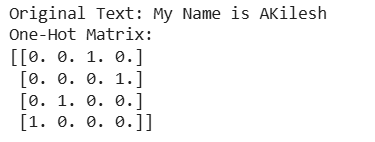 Original Text: My Name is AKilesh
One-Hot Matrix:
[[0. 0. 1. 0.]
[0. 0. 0. 1.]
[0. 1. 0. 0.]
[1. 0. 0. 0.]]